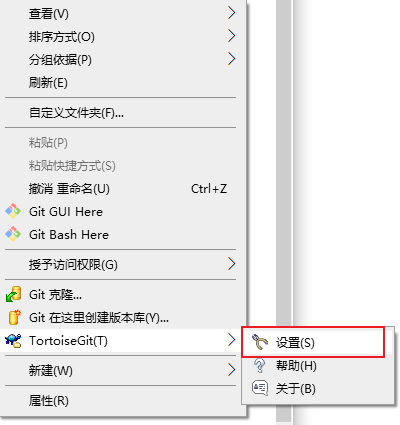 查看(V)
排序方式(O)
分组依据(P)
刷新(E)
自定义文件夹(F)...
粘贴(P)
粘贴快捷方式(S)
撤消 重命名(U) Ctrl+Z
Git GUI Here
Git Bash Here
授予访问权限(G)
Git 克隆...
Git 在这里创建版本库(Y)...
TortoiseGit(T)
设置(S)
帮助(H)
关于(B)
新建(W)
属性(R)